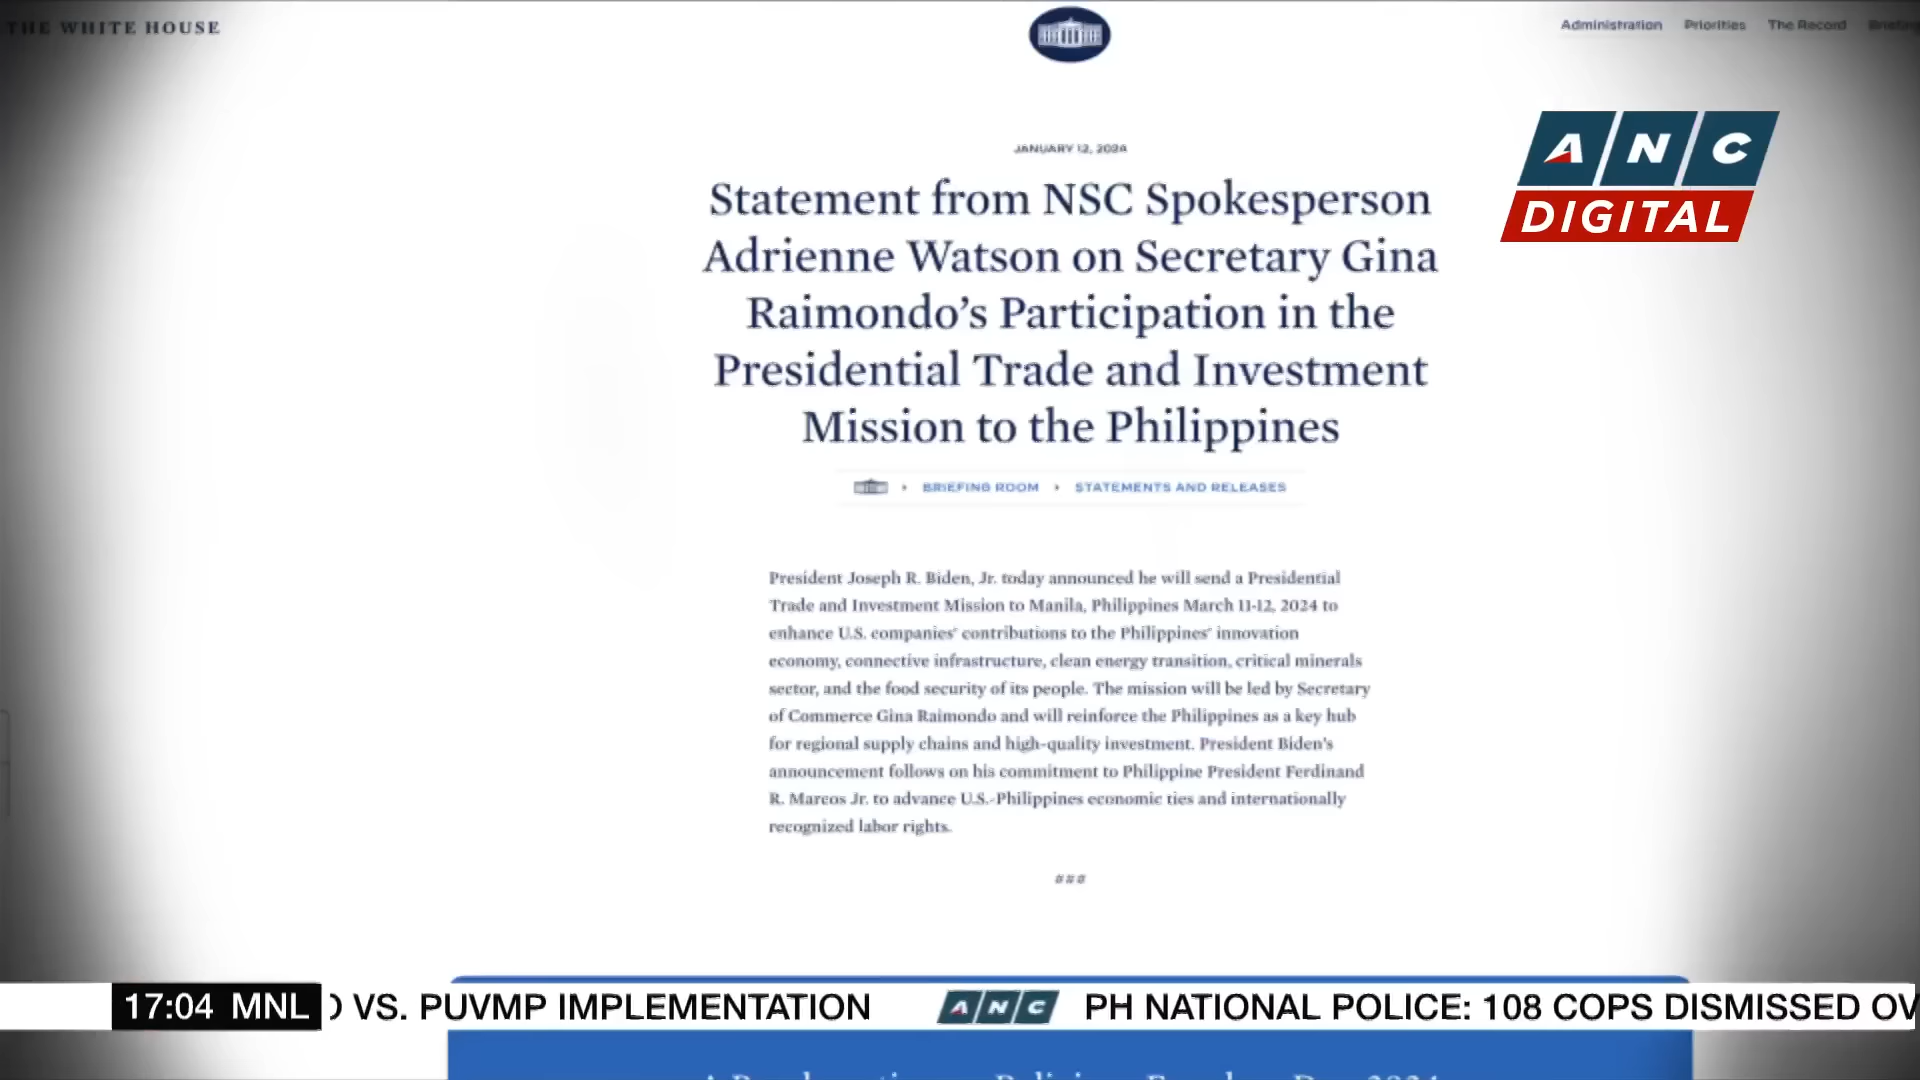 THE WHITE HOUSE
Administration Priorities The Record
ANC
DIGITAL
JANUARY 12, 2024
Statement from NSC Spokesperson
Adrienne Watson on Secretary Gina
Raimondo’s Participation in the
Presidential Trade and Investment
Mission to the Philippines
BRIEFING ROOM
STATEMENTS AND RELEASES
President Joseph R. Biden, Jr. today announced he will send a Presidential
Trade and Investment Mission to Manila, Philippines March 11-12, 2024 to
enhance U.S. companies’ contributions to the Philippines’ innovation
economy, connective infrastructure, clean energy transition, critical minerals
sector, and the food security of its people. The mission will be led by Secretary
of Commerce Gina Raimondo and will reinforce the Philippines as a key hub
for regional supply chains and high-quality investment. President Biden’s
announcement follows on his commitment to Philippine President Ferdinand
R. Marcos Jr. to advance U.S.-Philippines economic ties and internationally
recognized labor rights.
###
17:04 MNL VS. PUVMP IMPLEMENTATION ANC PH NATIONAL POLICE: 108 COPS DISMISSED OV